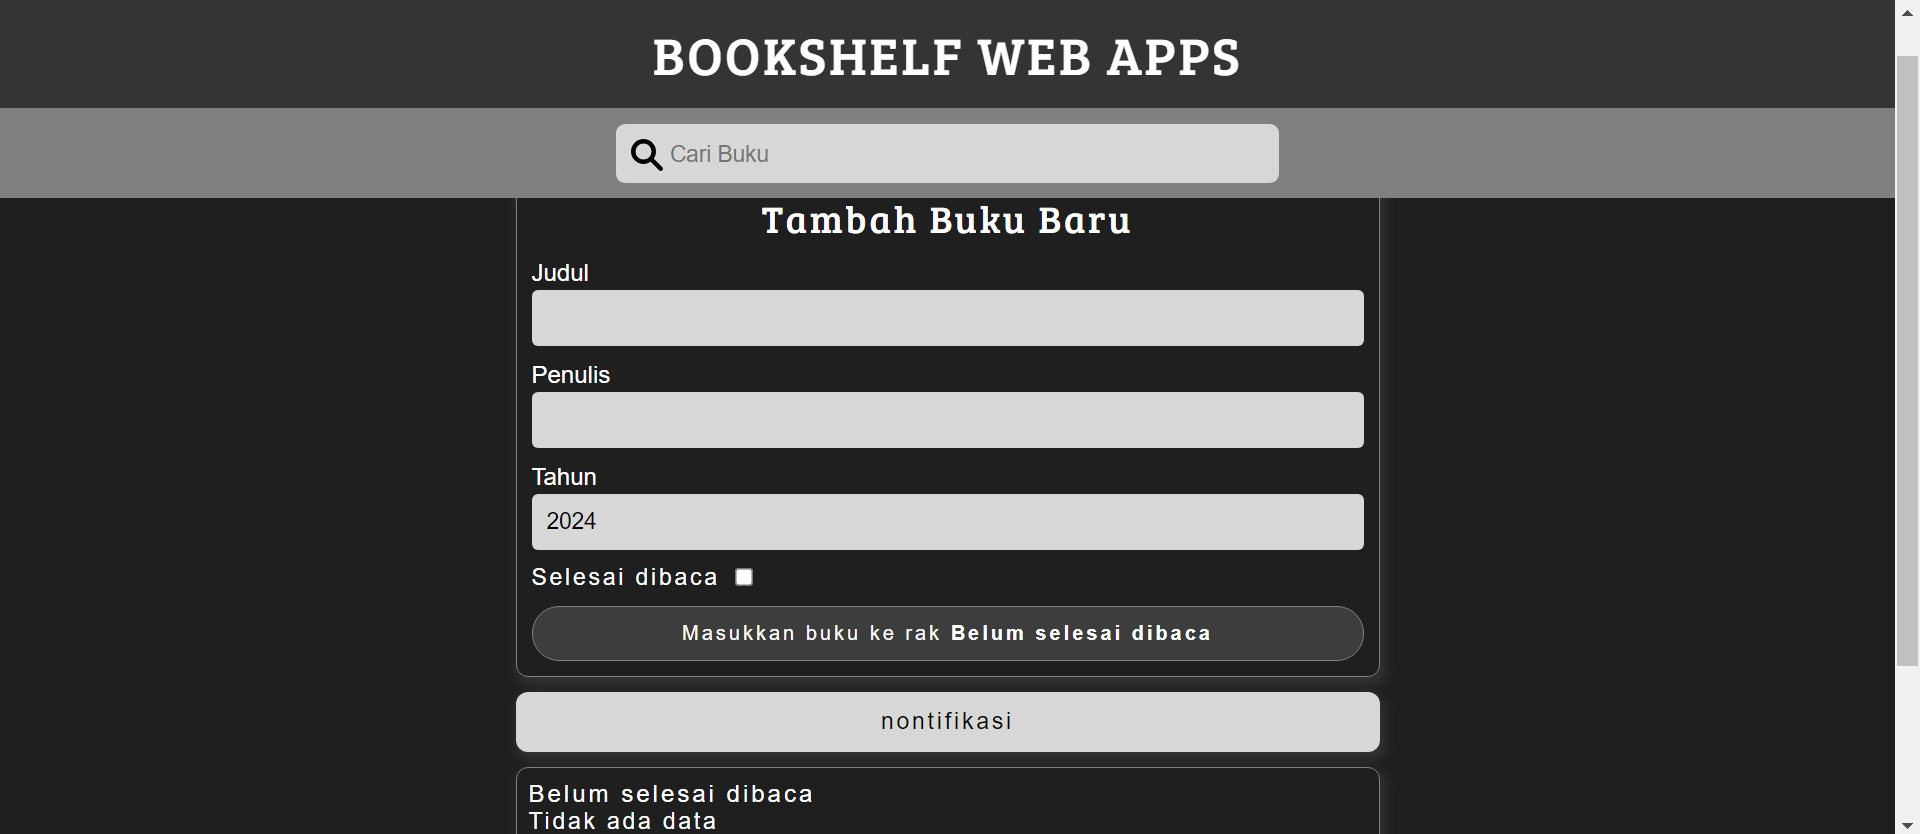 BOOKSHELF WEB APPS
Cari Buku
Tambah Buku Baru
Judul
Penulis
Tahun
2024
Selesai dibaca
Masukkan buku ke rak Belum selesai dibaca
nontifikasi
Belum selesai dibaca
Tidak ada data